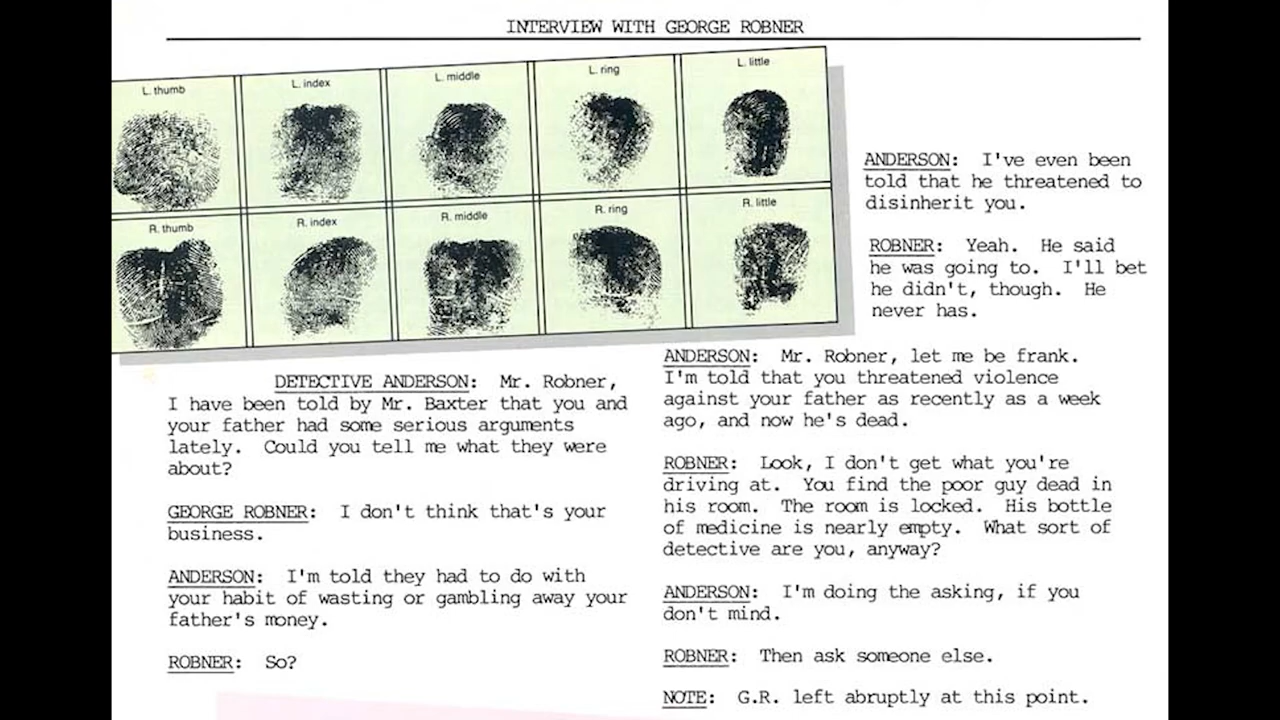 INTERVIEW WITH GEORGE ROBNER
L. thumb
L. index
L. middle
L. ring
L. little
R. thumb
R. index
R. middle
R. ring
R. little
DETECTIVE ANDERSON: Mr. Robner,
I have been told by Mr. Baxter that you and
your father had some serious arguments
lately. Could you tell me what they were
about?
GEORGE ROBNER: I don't think that's your
business.
ANDERSON: I'm told they had to do with
your habit of wasting or gambling away your
father's money.
ROBNER: So?
ANDERSON: I've even been
told that he threatened to
disinherit you.
ROBNER: Yeah. He said
he was going to. I'll bet
he didn't, though. He
never has.
ANDERSON: Mr. Robner, let me be frank.
I'm told that you threatened violence
against your father as recently as a week
ago, and now he's dead.
ROBNER: Look, I don't get what you're
driving at. You find the poor guy dead in
his room. The room is locked. His bottle
of medicine is nearly empty. What sort of
detective are you, anyway?
ANDERSON: I'm doing the asking, if you
don't mind.
ROBNER: Then ask someone else.
NOTE: G.R. left abruptly at this point.